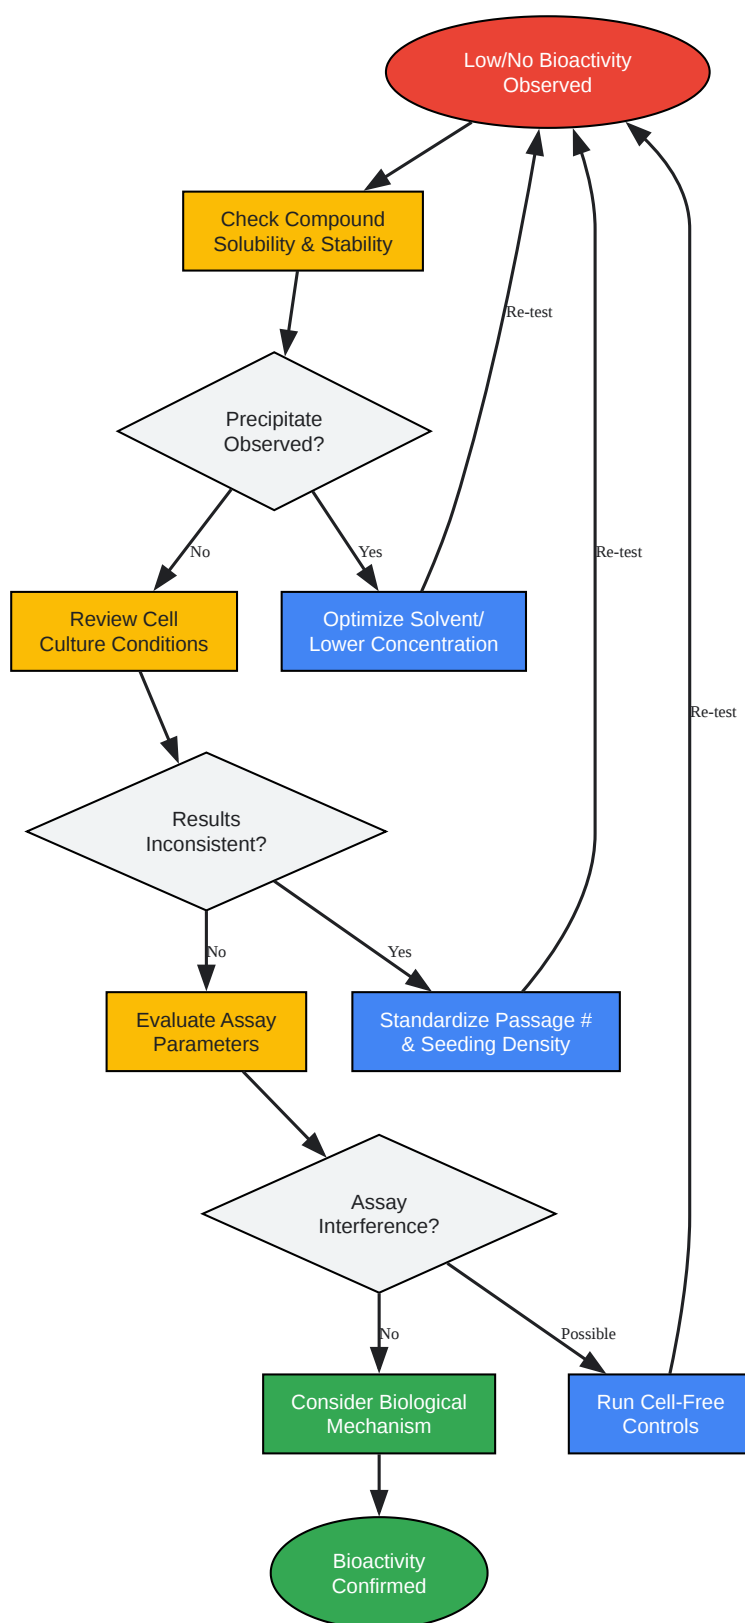 Low/No Bioactivity
Observed
Check Compound
Solubility & Stability
Re-test
Precipitate
Observed?
No
Yes
Re-test
Review Cell
Culture Conditions
Optimize Solvent/
Lower Concentration
Re-test
Results
Inconsistent?
No
Yes
Evaluate Assay
Parameters
Standardize Passage #
& Seeding Density
Assay
Interference?
No
Possible
Consider Biological
Mechanism
Run Cell-Free
Controls
Bioactivity
Confirmed